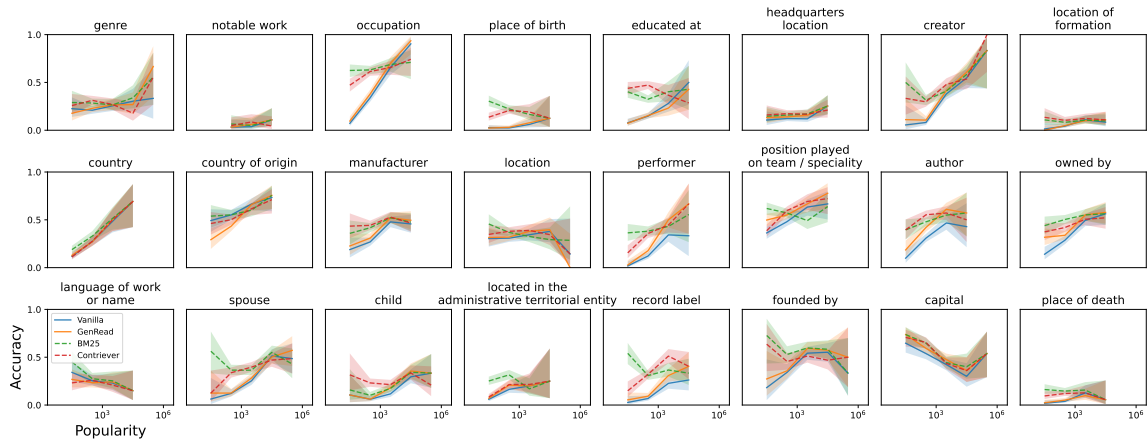 genre
notable work
occupation
place of birth
educated at
headquarters
location
creator
location of
formation
1.0
0.5
0.0
country
country of origin
manufacturer
location
performer
position played
on team / speciality
author
owned by
1.0
0.5
0.0
language of work
or name
spouse
child
located in the
administrative territorial entity
record label
founded by
capital
place of death
1.0
0.5
0.0
Vanilla
GenRead
BM25
Contriever
Accuracy
10³ 10⁶
10³ 10⁶
10³ 10⁶
10³ 10⁶
10³ 10⁶
10³ 10⁶
10³ 10⁶
10³ 10⁶
Popularity